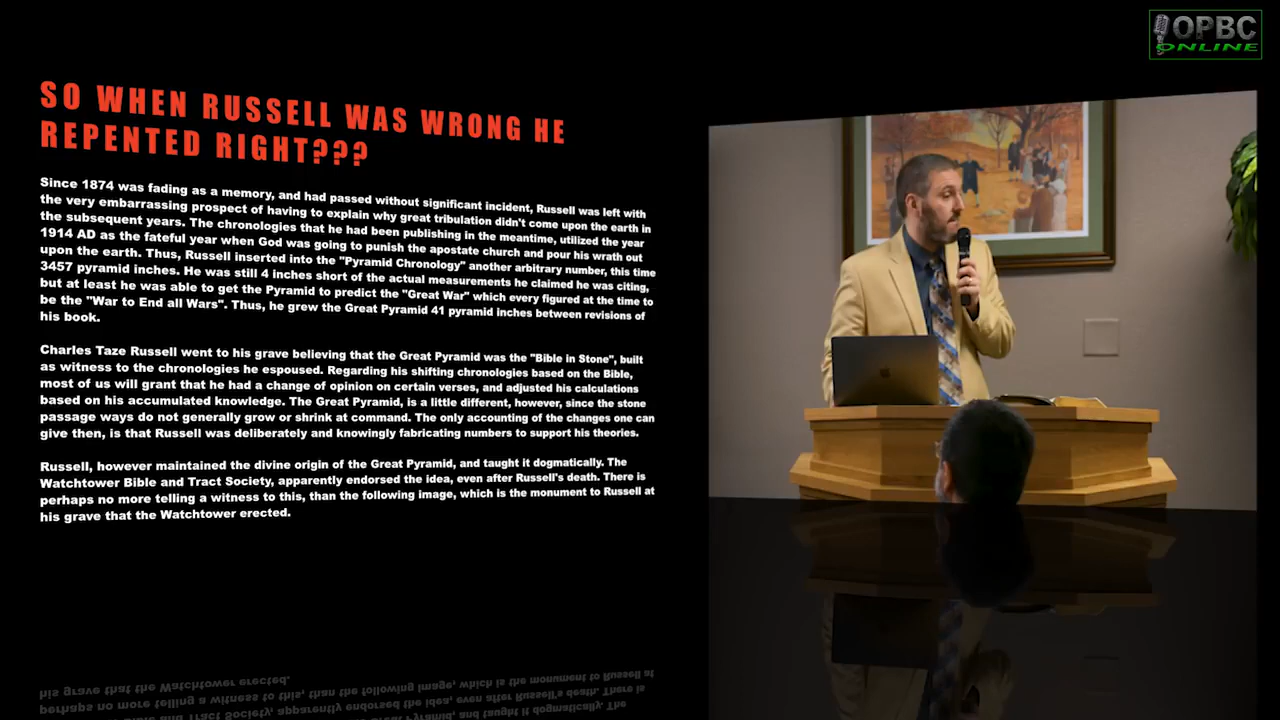 OPBC
ONLINE
SO WHEN RUSSELL WAS WRONG HE
REPENTED RIGHT???
Since 1874 was fading as a memory, and had passed without significant incident, Russell was left with
the very embarrassing prospect of having to explain why great tribulation didn't come upon the earth in
the subsequent years. The chronologies that he had been publishing in the meantime, utilized the year
1914 AD as the fateful year when God was going to punish the apostate church and pour his wrath out
upon the earth. Thus, Russell inserted into the "Pyramid Chronology" another arbitrary number, this time
3457 pyramid inches. He was still 4 inches short of the actual measurements he claimed he was citing,
but at least he was able to get the Pyramid to predict the "Great War" which every figured at the time to
be the "War to End all Wars". Thus, he grew the Great Pyramid 41 pyramid inches between revisions of
his book.
Charles Taze Russell went to his grave believing that the Great Pyramid was the "Bible in Stone", built
as witness to the chronologies he espoused. Regarding his shifting chronologies based on the Bible,
most of us will grant that he had a change of opinion on certain verses, and adjusted his calculations
based on his accumulated knowledge. The Great Pyramid, is a little different, however, since the stone
passage ways do not generally grow or shrink at command. The only accounting of the changes one can
give then, is that Russell was deliberately and knowingly fabricating numbers to support his theories.
Russell, however maintained the divine origin of the Great Pyramid, and taught it dogmatically. The
Watchtower Bible and Tract Society, apparently endorsed the idea, even after Russell's death. There is
perhaps no more telling a witness to this, than the following image, which is the monument to Russell at
his grave that the Watchtower erected.